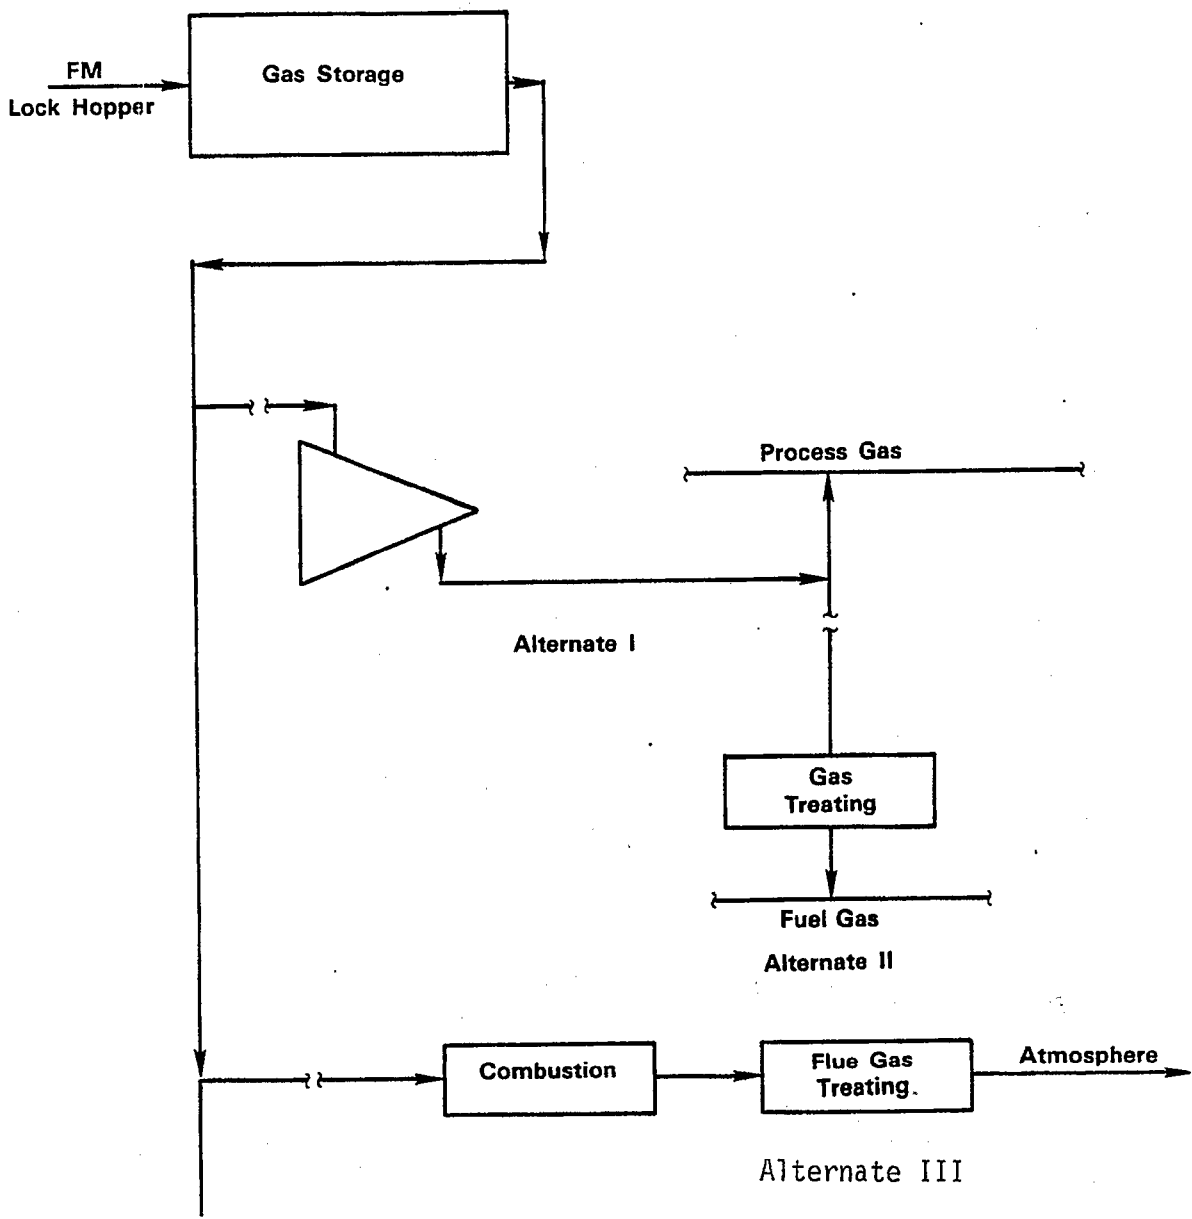 FM
Lock Hopper
Gas Storage
Process Gas
Alternate I
Gas
Treating
Fuel Gas
Alternate II
Combustion
Flue Gas
Treating.
Atmosphere
Alternate III